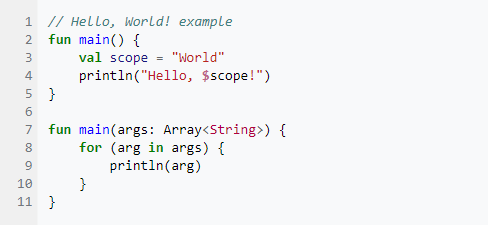 1 // Hello, World! example
2 fun main() {
3     val scope = "World"
4     println("Hello, $scope!")
5 }
6
7 fun main(args: Array<String>) {
8     for (arg in args) {
9         println(arg)
10     }
11 }